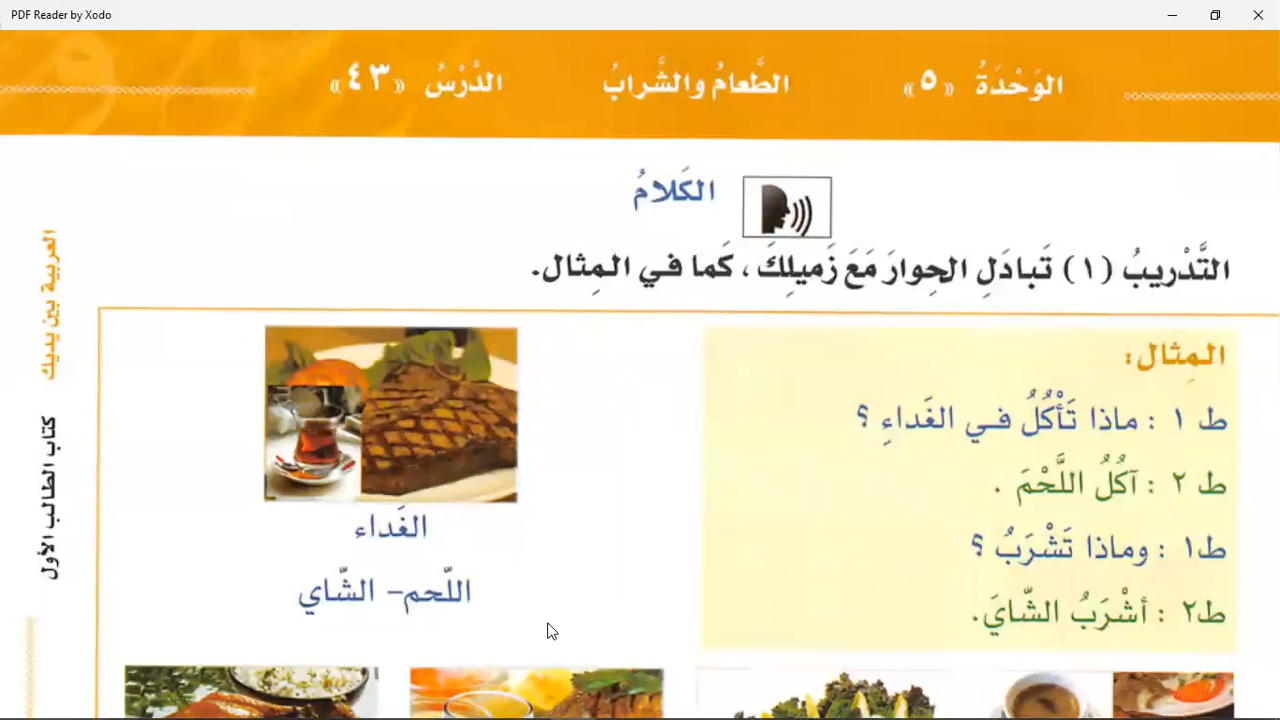 PDF Reader by Xodo
الوَحْدَةُ «٥» الطَّعامُ والشَّرابُ الدَّرْسُ «٤٣»
الكَلامُ
التَّدْريبُ (١) تَبادَلِ الحِوارَ مَعَ زَميلِكَ، كَما في المِثال.
المِثال:
ط ١ : ماذا تَأْكُلُ في الغَداءِ ؟
ط ٢ : آكُلُ اللَّحْمَ .
ط١ : وماذا تَشْرَبُ ؟
ط٢ : أشْرَبُ الشّايَ.
الغَداء
اللّحم- الشّاي
العربية بين يديك
كتاب الطالب الأول